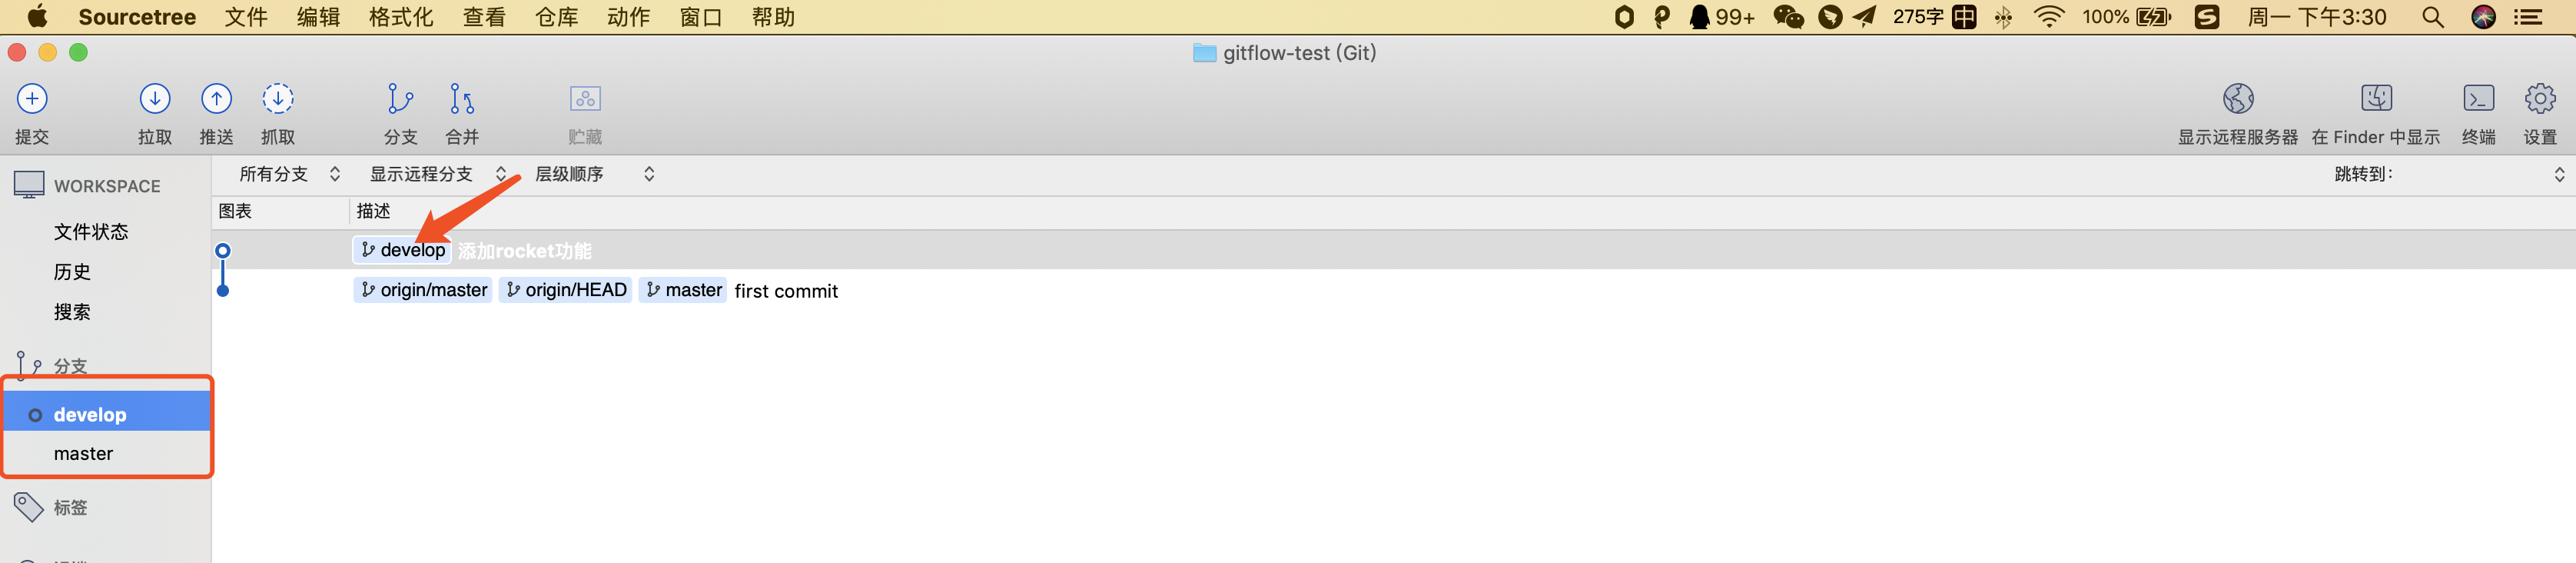 Sourcetree 文件 编辑 格式化 查看 仓库 动作 窗口 帮助 99+ 275字 中 100% 周一 下午3:30
gitflow-test (Git)
提交 拉取 推送 抓取 分支 合并 贮藏 显示远程服务器 在 Finder 中显示 终端 设置
WORKSPACE
文件状态
历史
搜索
分支
develop
master
标签
所有分支 显示远程分支 层级顺序 跳转到:
图表 描述
develop 添加rocket功能
origin/master origin/HEAD master first commit